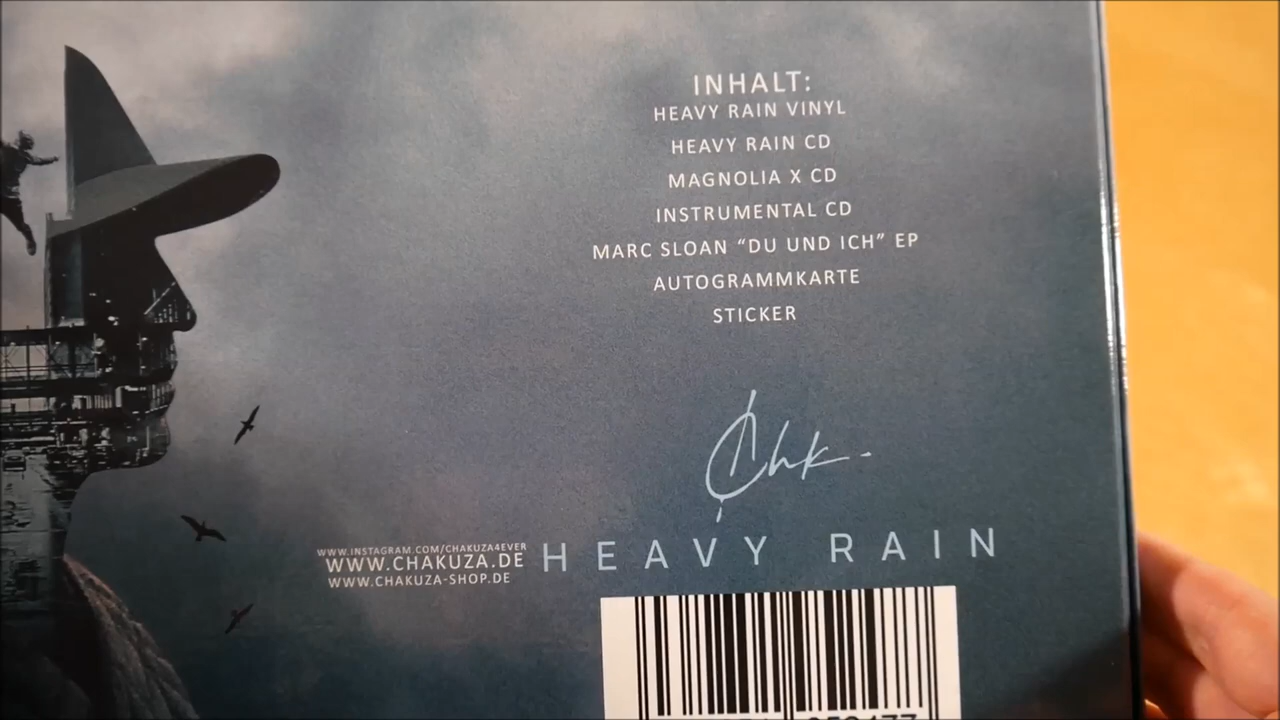 INHALT:
HEAVY RAIN VINYL
HEAVY RAIN CD
MAGNOLIA X CD
INSTRUMENTAL CD
MARC SLOAN “DU UND ICH” EP
AUTOGRAMMKARTE
STICKER
Chk.
WWW.INSTAGRAM.COM/CHAKUZA4EVER
WWW.CHAKUZA.DE
WWW.CHAKUZA-SHOP.DE
HEAVY RAIN